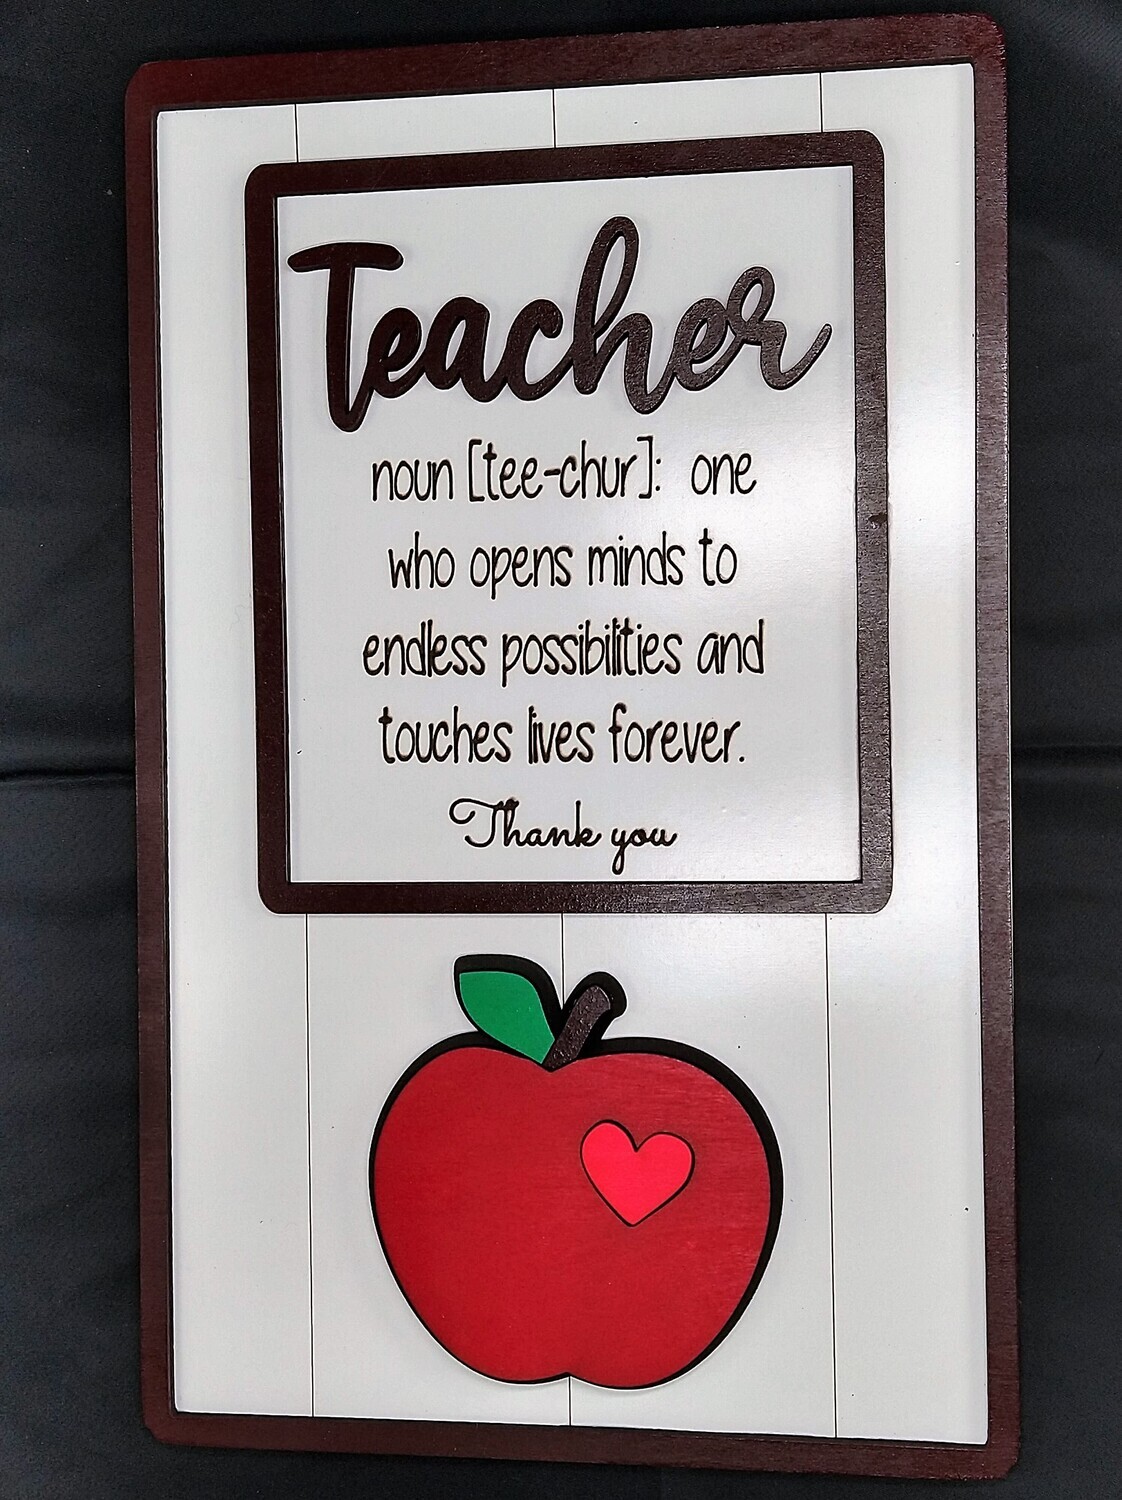 Teacher
noun [tee-chur]: one
who opens minds to
endless possibilities and
touches lives forever.
Thank you